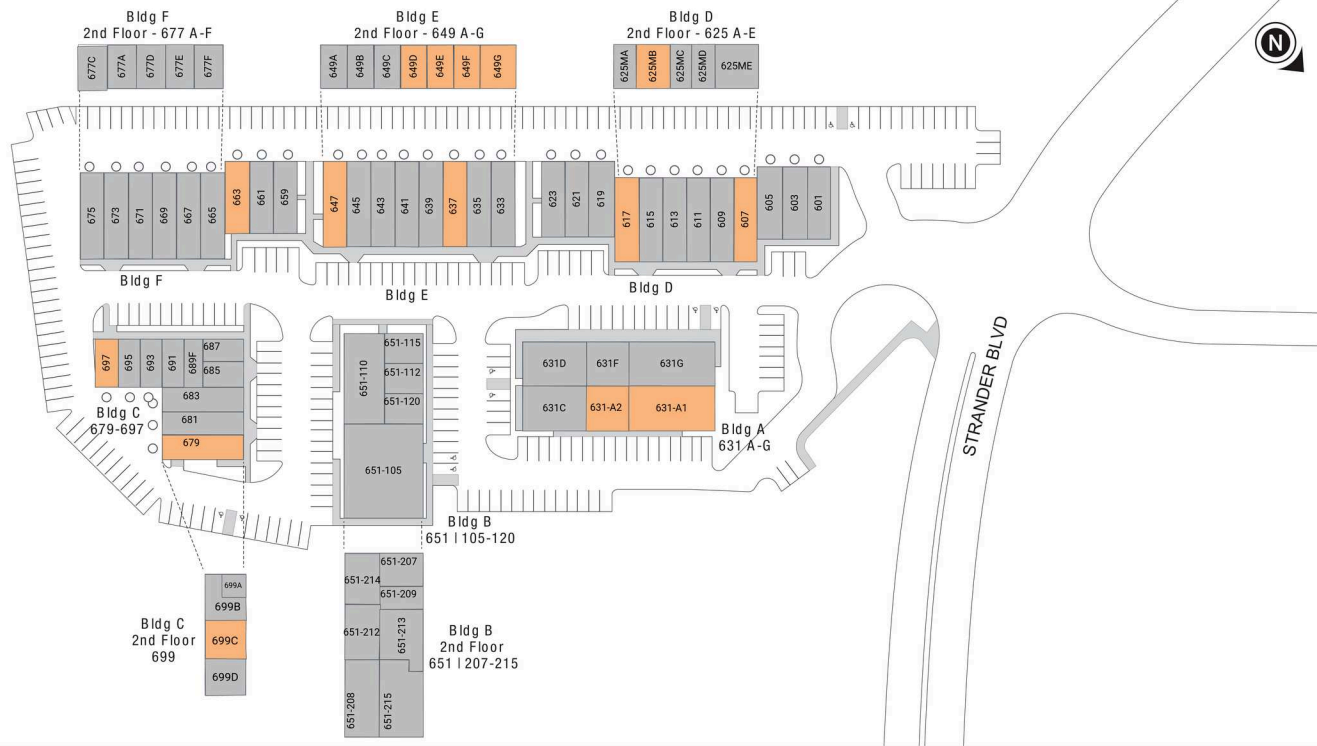 Bldg F
2nd Floor - 677 A-F
Bldg E
2nd Floor - 649 A-G
Bldg D
2nd Floor - 625 A-E
N
677C
677A
677D
677E
677F
649A
649B
649C
649D
649E
649F
649G
625MA
625MB
625MC
625MD
625ME
675
673
671
669
667
665
663
661
659
647
645
643
641
639
637
635
633
623
621
619
617
615
613
611
609
607
605
603
601
Bldg F
Bldg E
Bldg D
697
695
693
691
689F
687
685
683
681
679
Bldg C
679-697
651-110
651-115
651-112
651-120
651-105
Bldg B
651 | 105-120
631D
631F
631G
631C
631-A2
631-A1
Bldg A
631 A-G
STRANDER BLVD
699A
699B
699C
699D
Bldg C
2nd Floor
699
651-214
651-207
651-209
651-212
651-213
651-208
651-215
Bldg B
2nd Floor
651 | 207-215